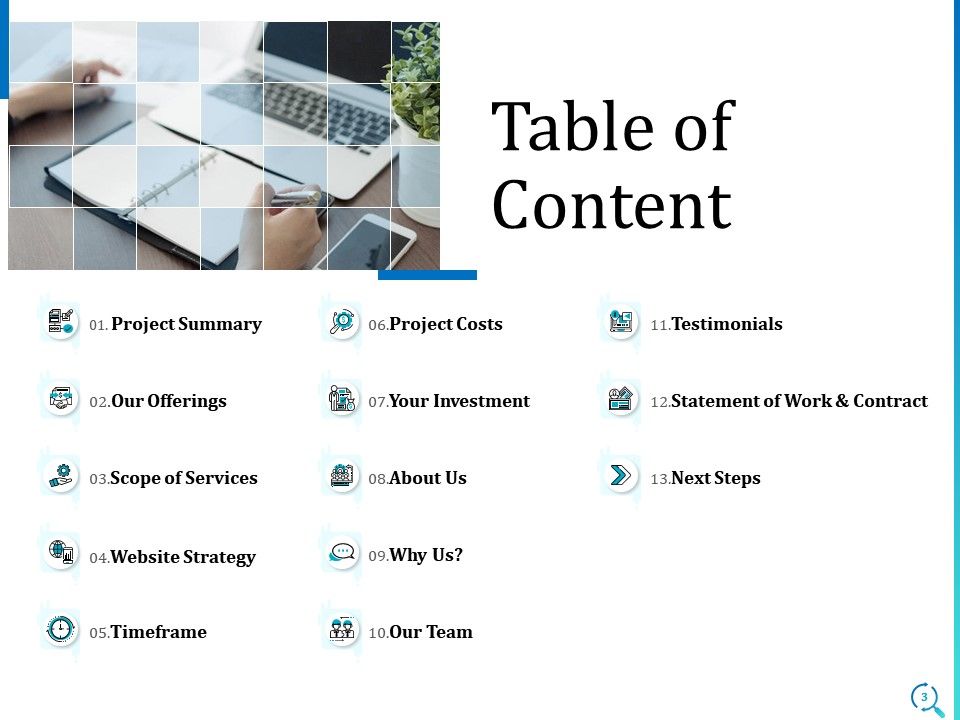 Table of
Content
01. Project Summary
02.Our Offerings
03.Scope of Services
04.Website Strategy
05.Timeframe
06.Project Costs
07.Your Investment
08.About Us
09.Why Us?
10.Our Team
11.Testimonials
12.Statement of Work & Contract
13.Next Steps
3